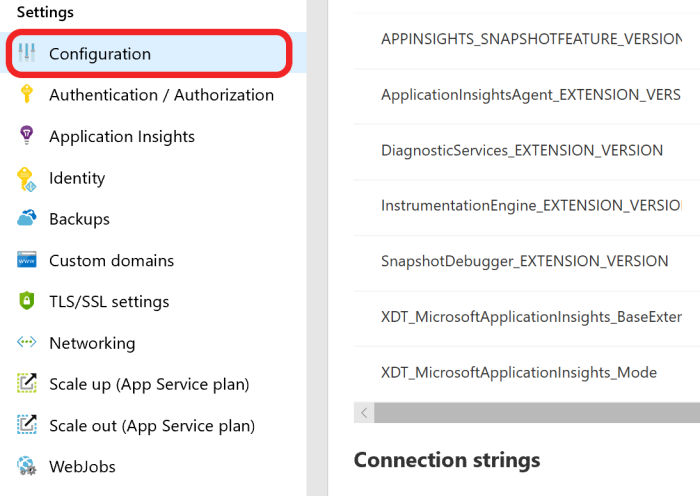 Settings
Configuration
Authentication / Authorization
Application Insights
Identity
Backups
Custom domains
TLS/SSL settings
Networking
Scale up (App Service plan)
Scale out (App Service plan)
WebJobs
APPINSIGHTS_SNAPSHOTFEATURE_VERSION
ApplicationInsightsAgent_EXTENSION_VERS
DiagnosticServices_EXTENSION_VERSION
InstrumentationEngine_EXTENSION_VERSIO
SnapshotDebugger_EXTENSION_VERSION
XDT_MicrosoftApplicationInsights_BaseExter
XDT_MicrosoftApplicationInsights_Mode
Connection strings